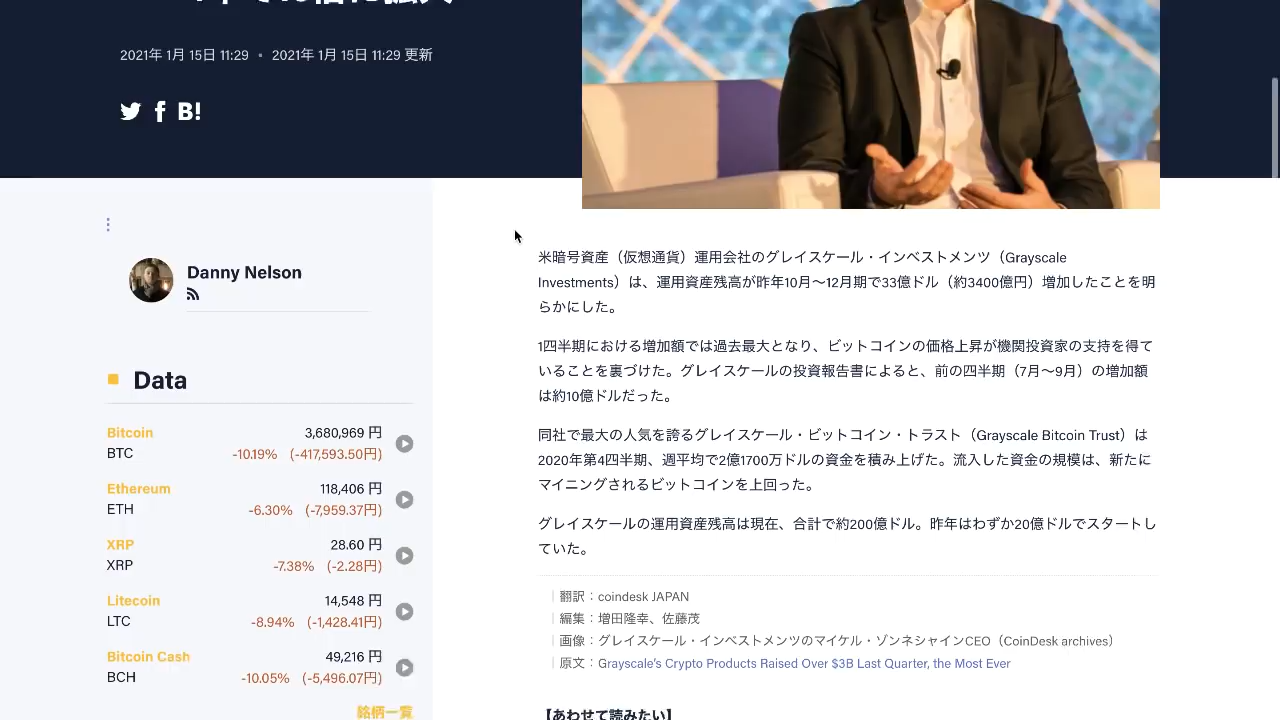 2021年 1月 15日 11:29 • 2021年 1月 15日 11:29 更新
B!
Danny Nelson
Data
Bitcoin 3,680,969 円
BTC -10.19% (-417,593.50円)
Ethereum 118,406 円
ETH -6.30% (-7,959.37円)
XRP 28.60 円
XRP -7.38% (-2.28円)
Litecoin 14,548 円
LTC -8.94% (-1,428.41円)
Bitcoin Cash 49,216 円
BCH -10.05% (-5,496.07円)
銘柄一覧
米暗号資産（仮想通貨）運用会社のグレイスケール・インベストメンツ（Grayscale
Investments）は、運用資産残高が昨年10月〜12月期で33億ドル（約3400億円）増加したことを明
らかにした。
1四半期における増加額では過去最大となり、ビットコインの価格上昇が機関投資家の支持を得て
いることを裏づけた。グレイスケールの投資報告書によると、前の四半期（7月〜9月）の増加額
は約10億ドルだった。
同社で最大の人気を誇るグレイスケール・ビットコイン・トラスト（Grayscale Bitcoin Trust）は
2020年第4四半期、週平均で2億1700万ドルの資金を積み上げた。流入した資金の規模は、新たに
マイニングされるビットコインを上回った。
グレイスケールの運用資産残高は現在、合計で約200億ドル。昨年はわずか20億ドルでスタートし
ていた。
｜翻訳：coindesk JAPAN
｜編集：増田隆幸、佐藤茂
｜画像：グレイスケール・インベストメンツのマイケル・ゾンネシャインCEO（CoinDesk archives）
｜原文：Grayscale's Crypto Products Raised Over $3B Last Quarter, the Most Ever
【あわせて読みたい】